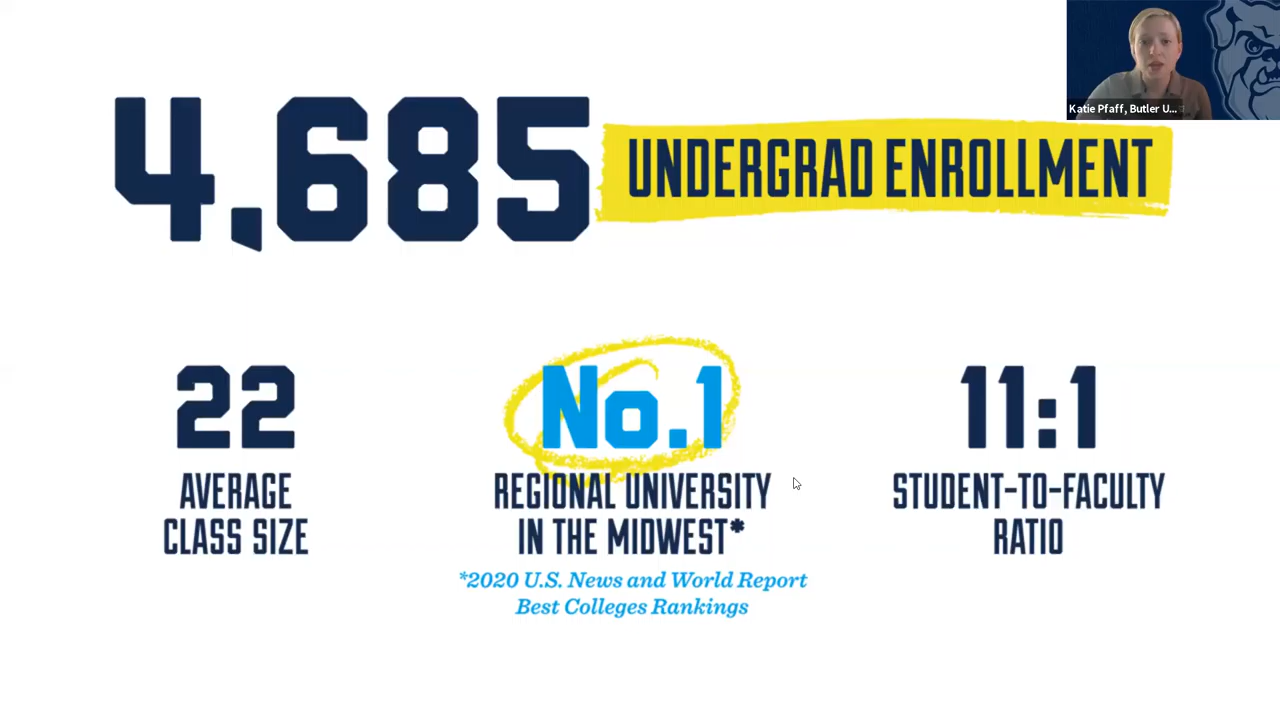 4,685 UNDERGRAD ENROLLMENT
Katie Pfaff, Butler U...
22
AVERAGE
CLASS SIZE
No.1
REGIONAL UNIVERSITY
IN THE MIDWEST*
*2020 U.S. News and World Report
Best Colleges Rankings
11:1
STUDENT-TO-FACULTY
RATIO